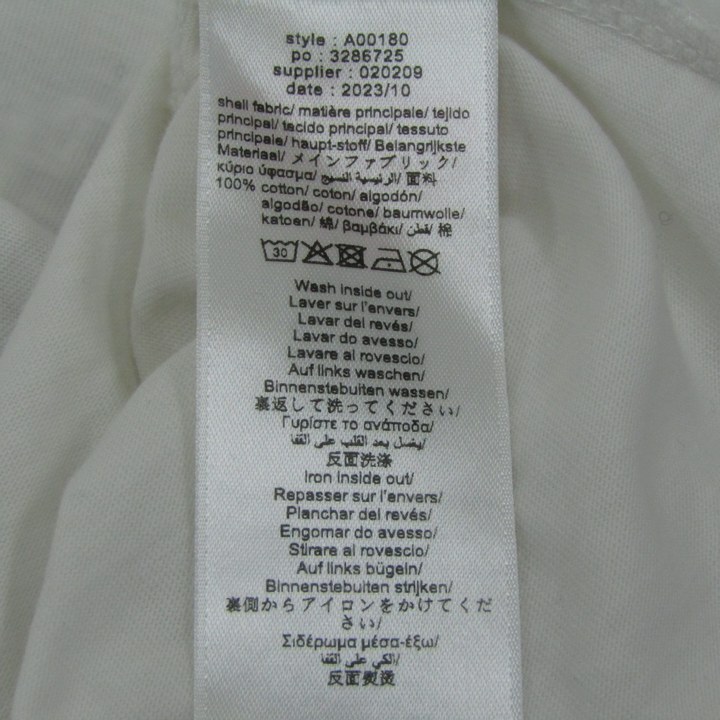 style : A00180
po : 3286725
supplier : 020209
date : 2023/10
shell fabric/ matière principale/ tejido
principal/ tecido principal/ tessuto
principale/ haupt-stoff/ Belangrijkste
Materiaal/ メインファブリック/
κύριο ύφασμα/ الرئيسية النسيج/ 面料
100% cotton/ coton/ algodón/
algodão/ cotone/ baumwolle/
katoen/ 綿/ βαμβάκι/ قطن/ 棉
30
Wash inside out/
Laver sur l'envers/
Lavar del revés/
Lavar do avesso/
Lavare al rovescio/
Auf links waschen/
Binnenstebuiten wassen/
裏返して洗ってください/
Γυρίστε το ανάποδα/
يغسل بعد القلب على القفا/
反面洗涤
Iron inside out/
Repasser sur l'envers/
Planchar del revés/
Engomar do avesso/
Stirare al rovescio/
Auf links bügeln/
Binnenstebuiten strijken/
裏側からアイロンをかけてくだ
さい/
Σιδέρωμα μέσα-έξω/
الكي على القفا/
反面熨烫